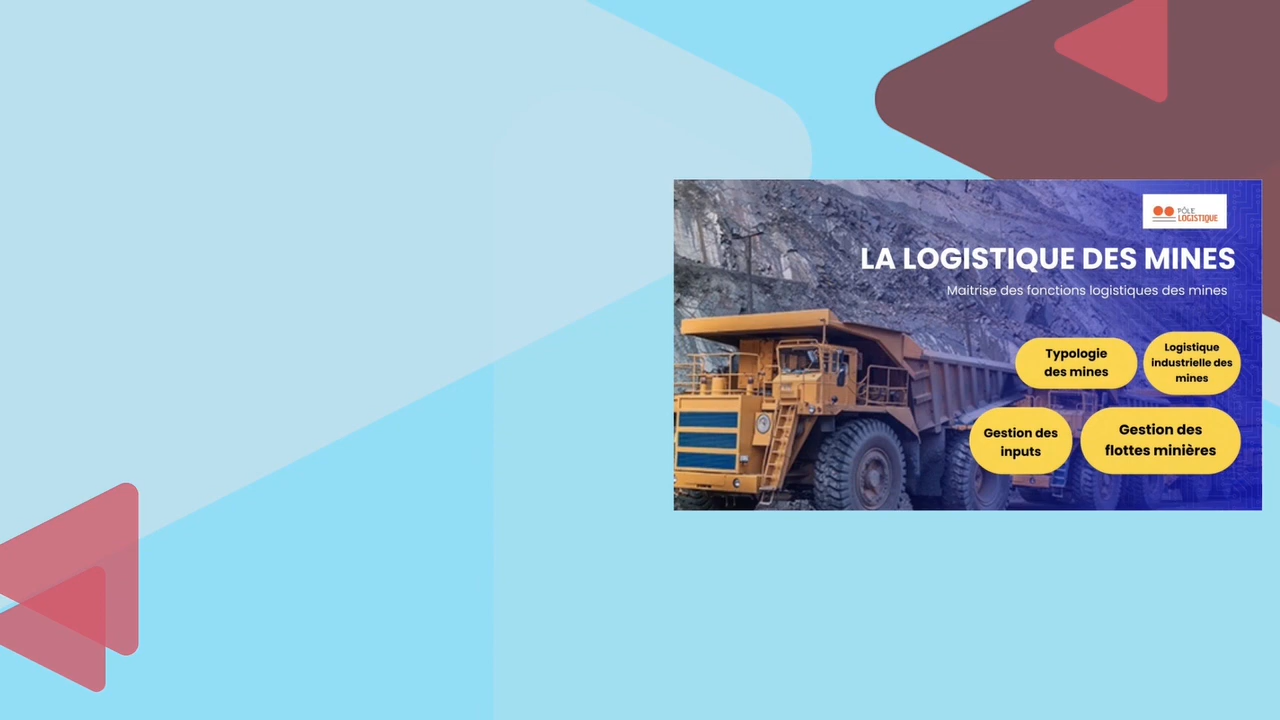 PÔLE
LOGISTIQUE
LA LOGISTIQUE DES MINES
Maitrise des fonctions logistiques des mines
Typologie
des mines
Logistique
industrielle des
mines
Gestion des
inputs
Gestion des
flottes minières